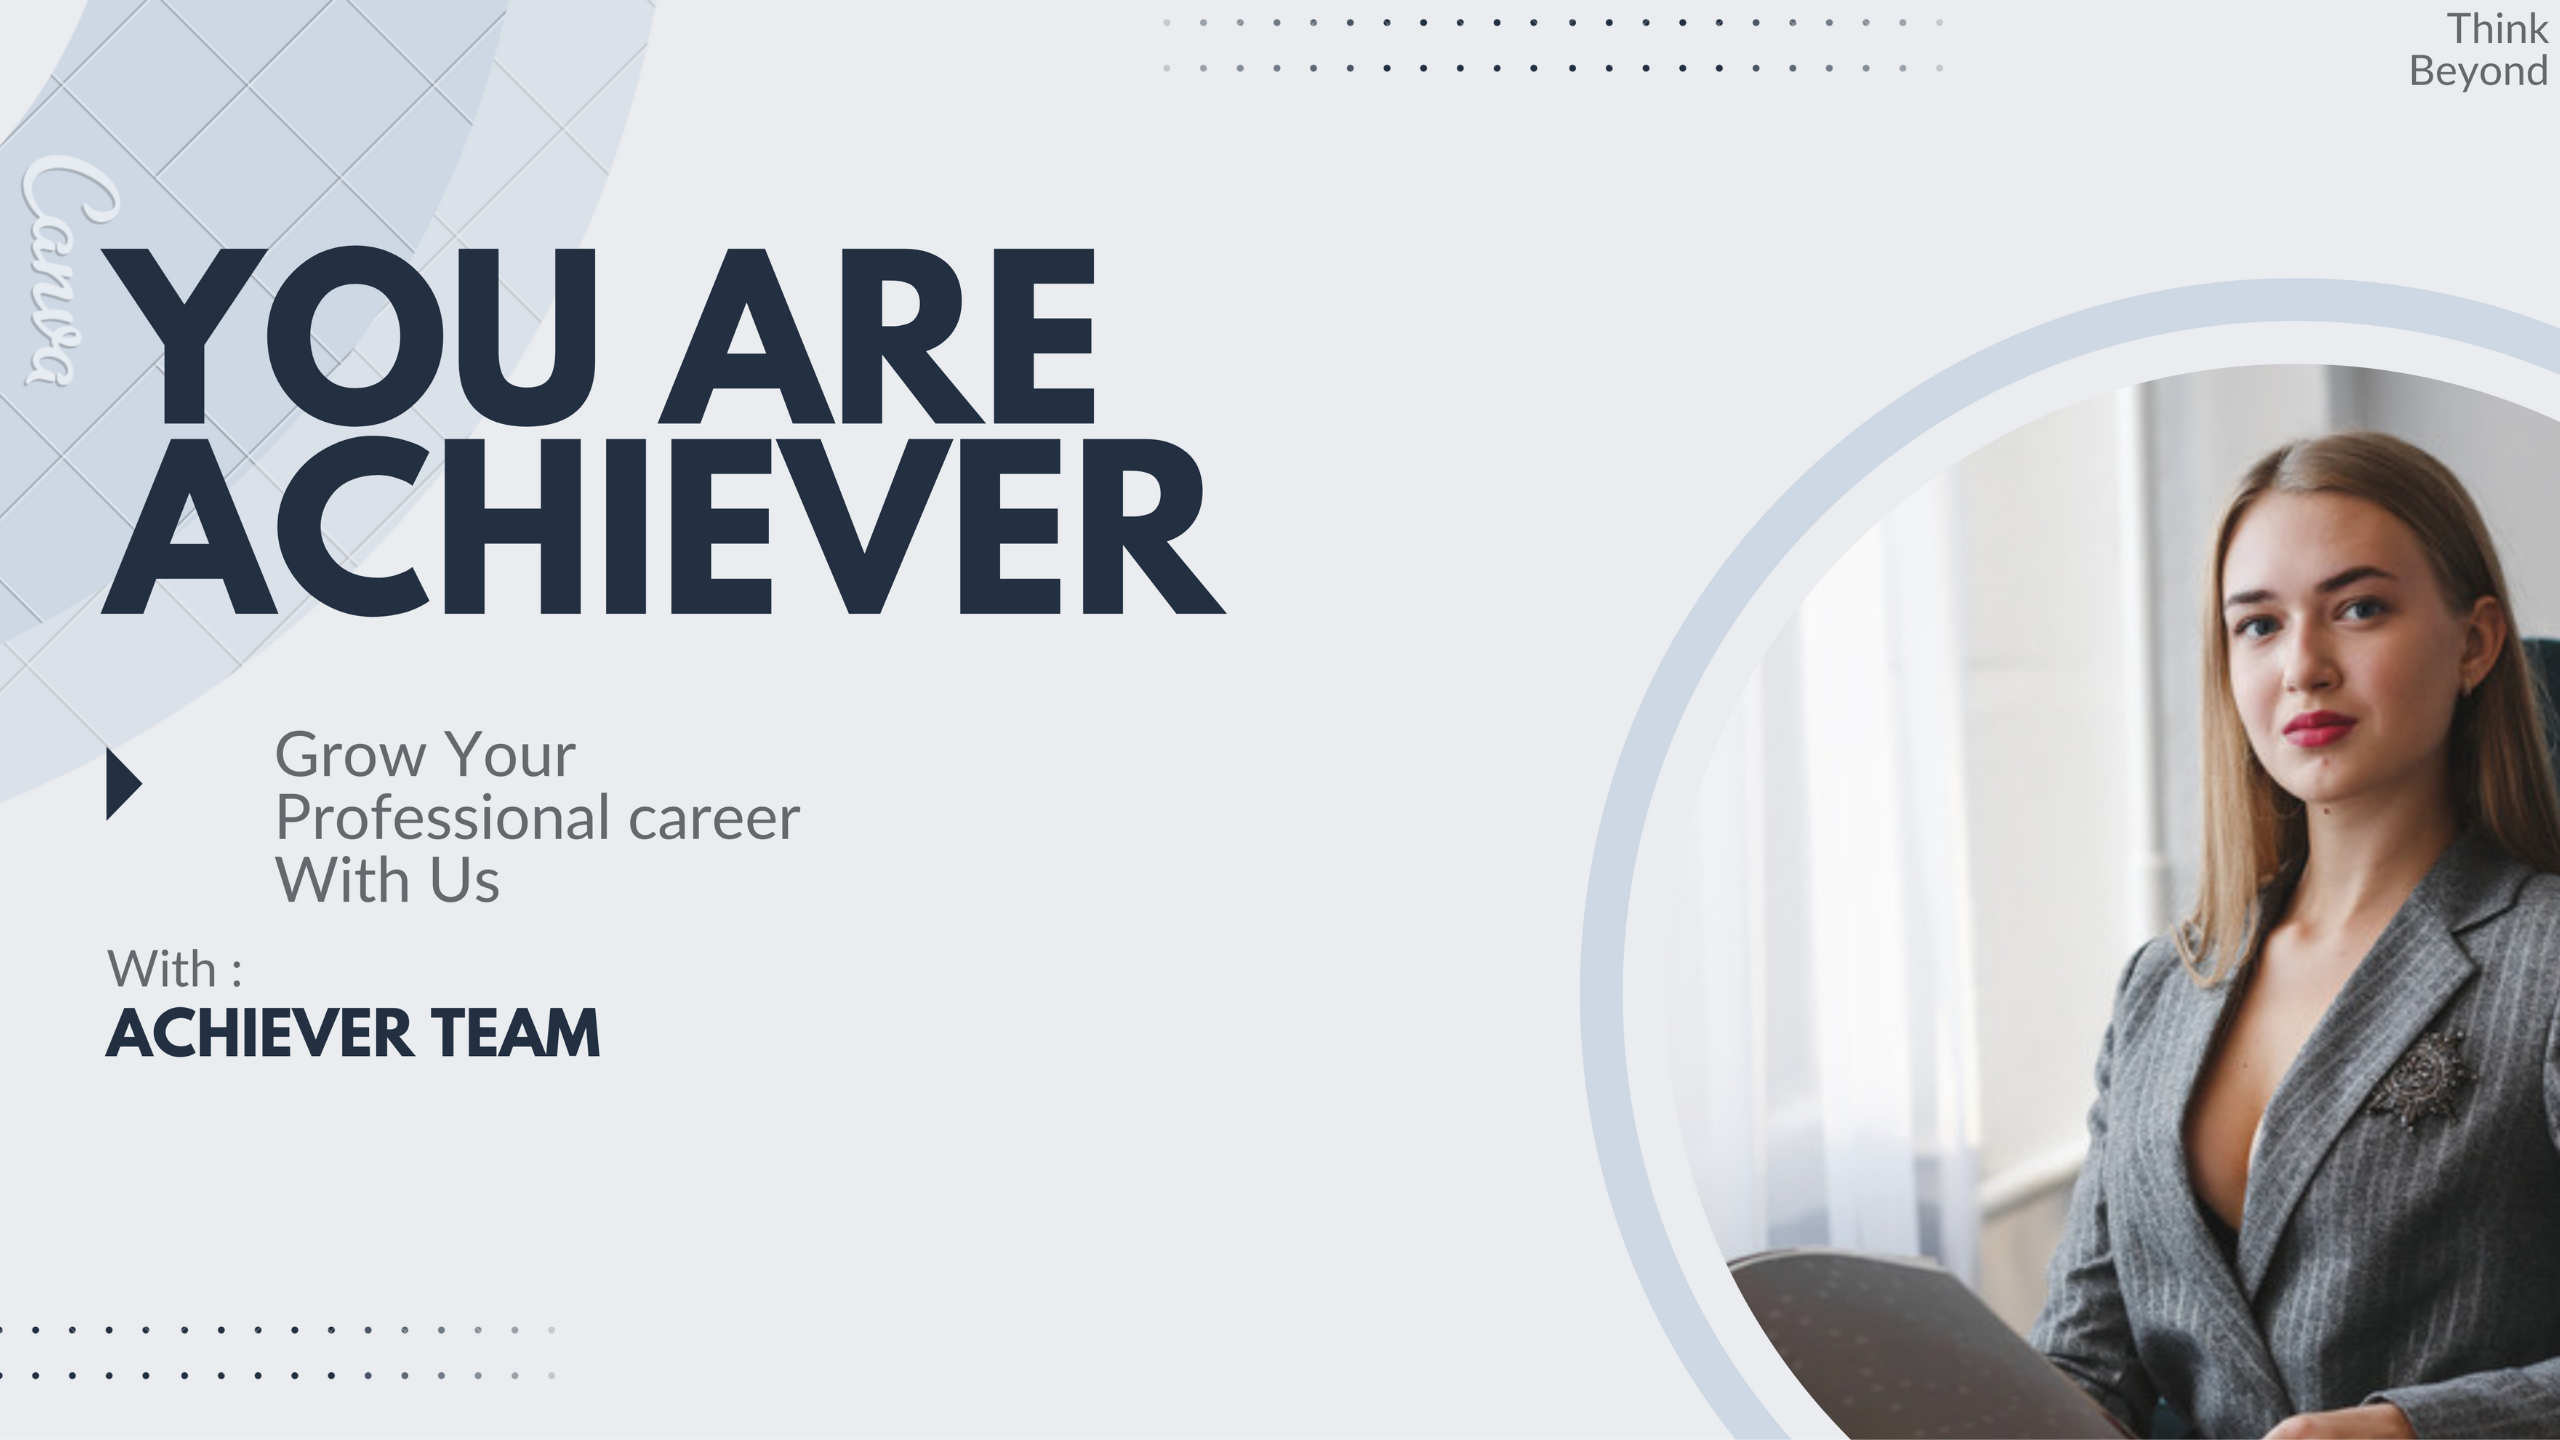 Think
Beyond
Canva
YOU ARE
ACHIEVER
Grow Your
Professional career
With Us
With :
ACHIEVER TEAM